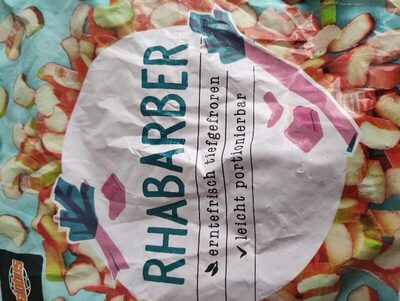 RHABARBER
erntefrisch tiefgefroren
leicht portionierbar